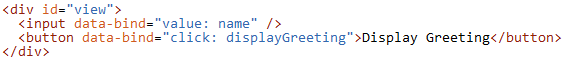 <div id="view">
  <input data-bind="value: name" />
  <button data-bind="click: displayGreeting">Display Greeting</button>
</div>